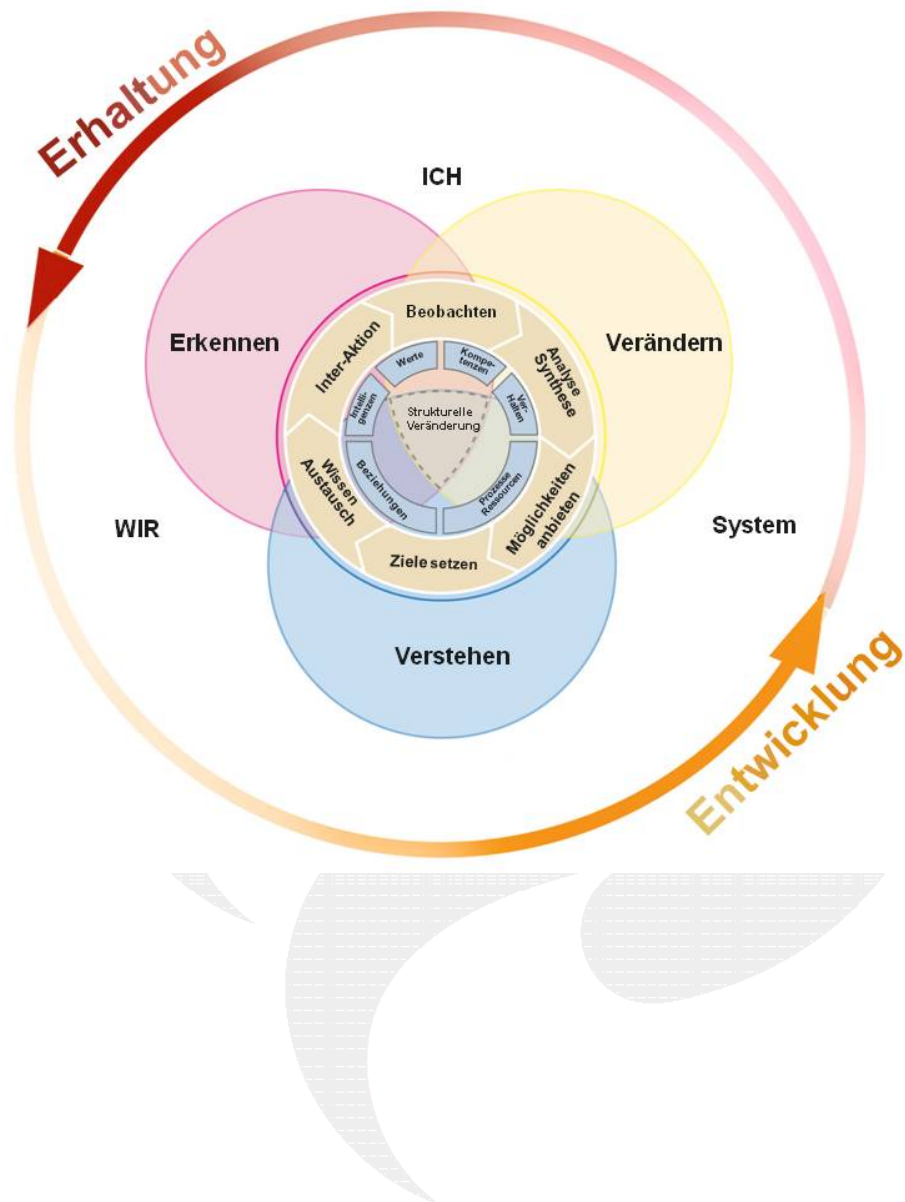 Erhaltung
ICH
Erkennen
Verändern
Beobachten
Inter-Aktion
Analyse
Synthese
Werte
Kompe-
tenzen
Intelli-
genzen
Ver-
Halten
Strukturelle
Veränderung
Wissen
Austausch
Beziehungen
Prozesse
Ressourcen
Möglichkeiten
anbieten
Ziele setzen
WIR
System
Verstehen
Entwicklung